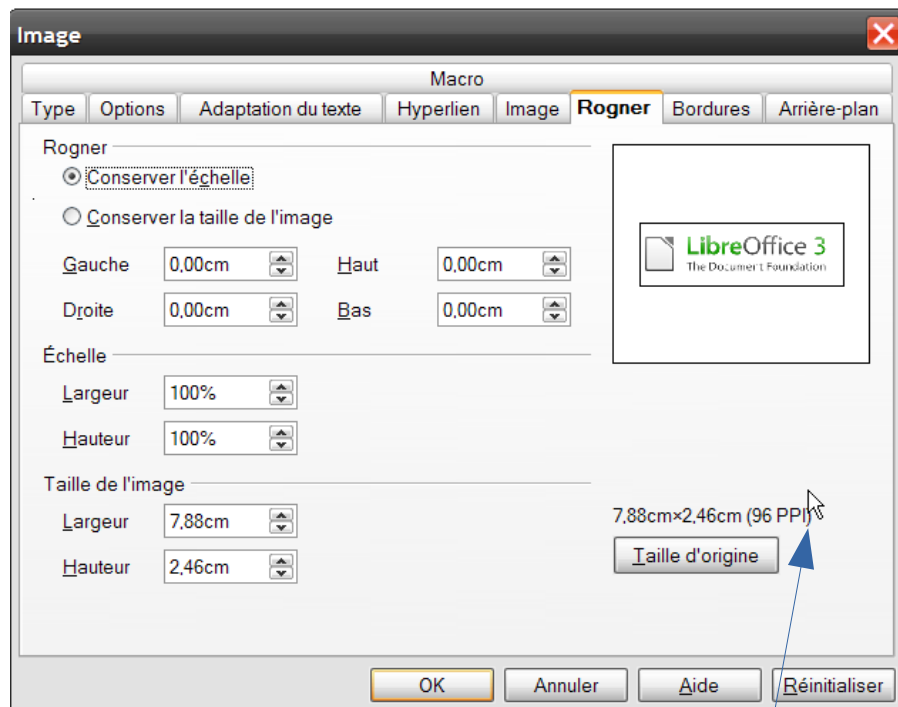 Image
Macro
Type Options Adaptation du texte Hyperlien Image Rogner Bordures Arrière-plan
Rogner
Conserver l'échelle
Conserver la taille de l'image
Gauche 0,00cm Haut 0,00cm
Droite 0,00cm Bas 0,00cm
LibreOffice 3
The Document Foundation
Échelle
Largeur 100%
Hauteur 100%
Taille de l'image
Largeur 7,88cm
7,88cm×2,46cm (96 PPI)
Hauteur 2,46cm
Taille d'origine
OK Annuler Aide Réinitialiser